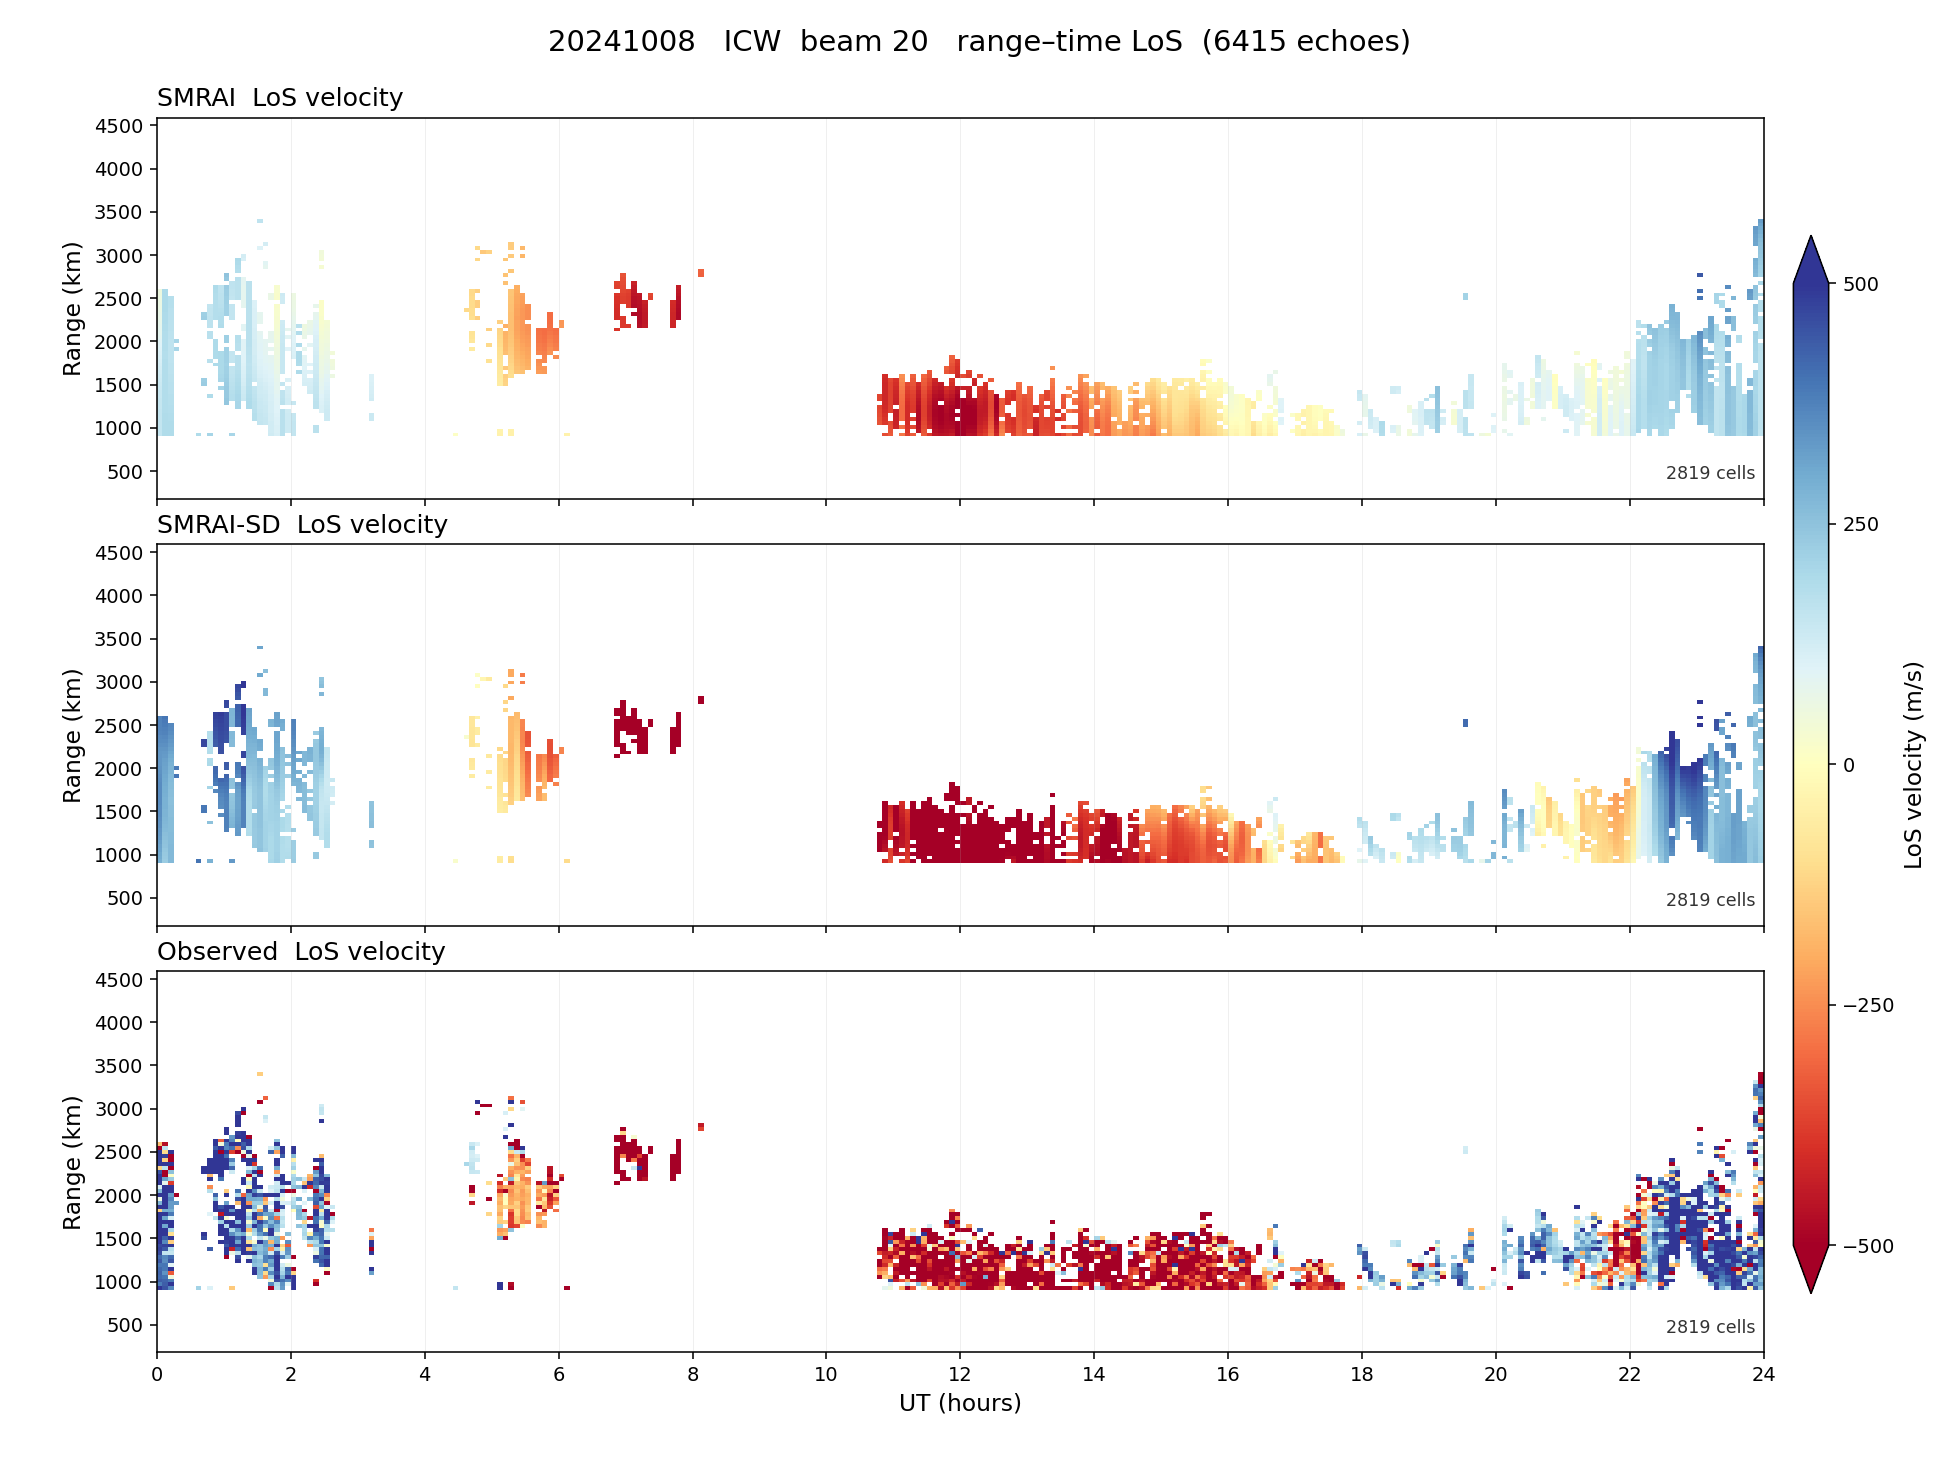 20241008   ICW  beam 20   range–time LoS  (6415 echoes)
SMRAI  LoS velocity
4500
4000
3500
3000
2500
2000
1500
1000
500
Range (km)
2819 cells
SMRAI-SD  LoS velocity
4500
4000
3500
3000
2500
2000
1500
1000
500
Range (km)
2819 cells
Observed  LoS velocity
4500
4000
3500
3000
2500
2000
1500
1000
500
Range (km)
2819 cells
0 2 4 6 8 10 12 14 16 18 20 22 24
UT (hours)
500
250
0
−250
−500
LoS velocity (m/s)